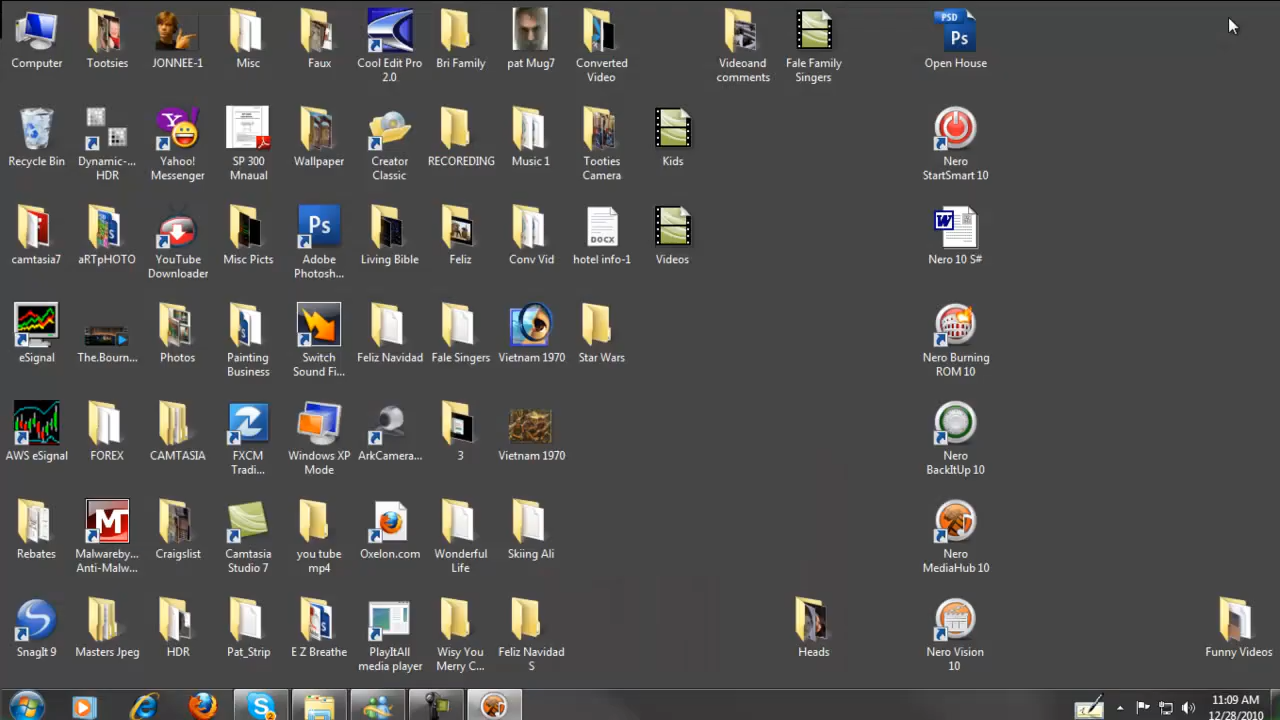 Computer
Tootsies
JONNEE-1
Misc
Faux
Cool Edit Pro
2.0
Bri Family
pat Mug7
Converted
Video
Videoand
comments
Fale Family
Singers
PSD
Ps
Open House
Recycle Bin
Dynamic-...
HDR
Yahoo!
Messenger
SP 300
Mnaual
Wallpaper
Creator
Classic
RECOREDING
Music 1
Tooties
Camera
Kids
Nero
StartSmart 10
camtasia7
aRTpHOTO
YouTube
Downloader
Misc Picts
Ps
Adobe
Photosh...
Living Bible
Feliz
Conv Vid
DOCX
hotel info-1
Videos
W
Nero 10 S#
eSignal
The.Bourn...
Photos
Painting
Business
Switch
Sound Fi...
Feliz Navidad
Fale Singers
Vietnam 1970
Star Wars
Nero Burning
ROM 10
AWS eSignal
FOREX
CAMTASIA
FXCM
Tradi...
Windows XP
Mode
ArkCamera...
3
Vietnam 1970
Nero
BackItUp 10
Rebates
M
Malwareby...
Anti-Malw...
Craigslist
Camtasia
Studio 7
you tube
mp4
Oxelon.com
Wonderful
Life
Skiing Ali
Nero
MediaHub 10
S
SnagIt 9
Masters Jpeg
HDR
Pat_Strip
E Z Breathe
PlayItAll
media player
Wisy You
Merry C...
Feliz Navidad
S
Heads
Nero Vision
10
Funny Videos
11:09 AM
12/28/2010